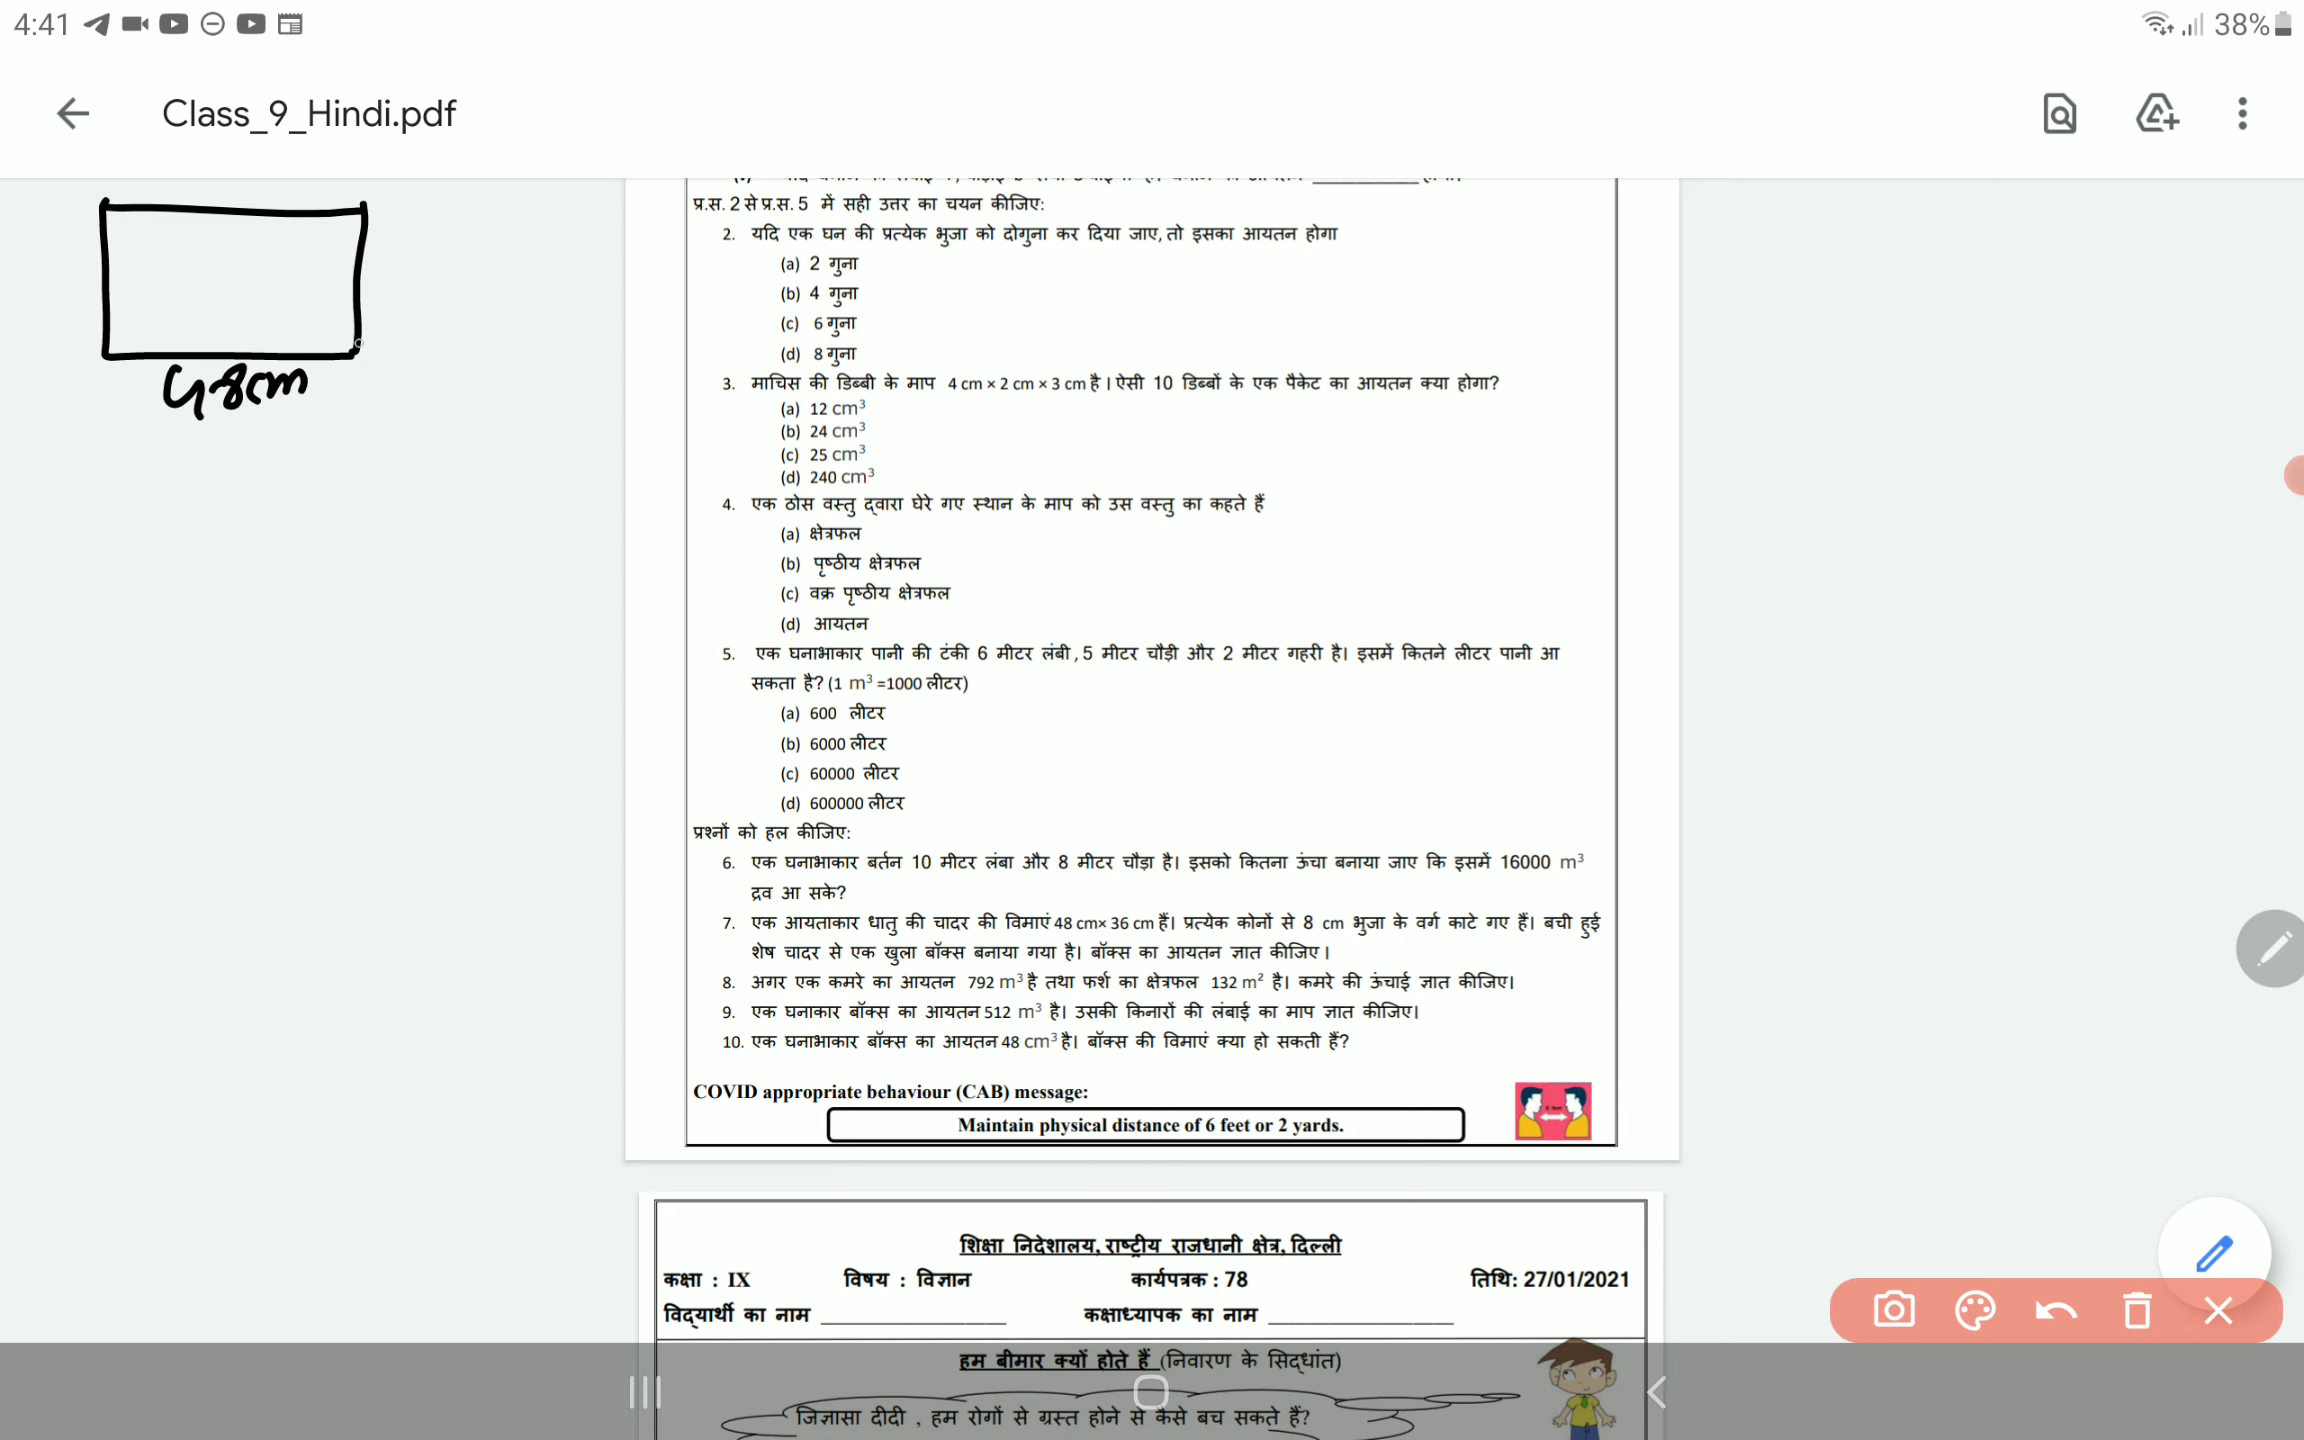 4:41
38%
Class_9_Hindi.pdf
48cm
प्र.स. 2 से प्र.स. 5 में सही उत्तर का चयन कीजिए:
2. यदि एक घन की प्रत्येक भुजा को दोगुना कर दिया जाए, तो इसका आयतन होगा
(a) 2 गुना
(b) 4 गुना
(c) 6 गुना
(d) 8 गुना
3. माचिस की डिब्बी के माप 4 cm × 2 cm × 3 cm है । ऐसी 10 डिब्बों के एक पैकेट का आयतन क्या होगा?
(a) 12 cm³
(b) 24 cm³
(c) 25 cm³
(d) 240 cm³
4. एक ठोस वस्तु द्वारा घेरे गए स्थान के माप को उस वस्तु का कहते हैं
(a) क्षेत्रफल
(b) पृष्ठीय क्षेत्रफल
(c) वक्र पृष्ठीय क्षेत्रफल
(d) आयतन
5. एक घनाभाकार पानी की टंकी 6 मीटर लंबी , 5 मीटर चौड़ी और 2 मीटर गहरी है। इसमें कितने लीटर पानी आ
सकता है? (1 m³ =1000 लीटर)
(a) 600 लीटर
(b) 6000 लीटर
(c) 60000 लीटर
(d) 600000 लीटर
प्रश्नों को हल कीजिए:
6. एक घनाभाकार बर्तन 10 मीटर लंबा और 8 मीटर चौड़ा है। इसको कितना ऊंचा बनाया जाए कि इसमें 16000 m³
द्रव आ सके?
7. एक आयताकार धातु की चादर की विमाएं 48 cm× 36 cm हैं। प्रत्येक कोनों से 8 cm भुजा के वर्ग काटे गए हैं। बची हुई
शेष चादर से एक खुला बॉक्स बनाया गया है। बॉक्स का आयतन ज्ञात कीजिए ।
8. अगर एक कमरे का आयतन 792 m³ है तथा फर्श का क्षेत्रफल 132 m² है। कमरे की ऊंचाई ज्ञात कीजिए।
9. एक घनाकार बॉक्स का आयतन 512 m³ है। उसकी किनारों की लंबाई का माप ज्ञात कीजिए।
10. एक घनाभाकार बॉक्स का आयतन 48 cm³ है। बॉक्स की विमाएं क्या हो सकती हैं?
COVID appropriate behaviour (CAB) message:
Maintain physical distance of 6 feet or 2 yards.
शिक्षा निदेशालय, राष्ट्रीय राजधानी क्षेत्र, दिल्ली
कक्षा : IX विषय : विज्ञान कार्यपत्रक : 78 तिथि: 27/01/2021
विद्यार्थी का नाम ____________ कक्षाध्यापक का नाम ____________
हम बीमार क्यों होते हैं (निवारण के सिद्धांत)
जिज्ञासा दीदी , हम रोगों से ग्रस्त होने से कैसे बच सकते हैं?